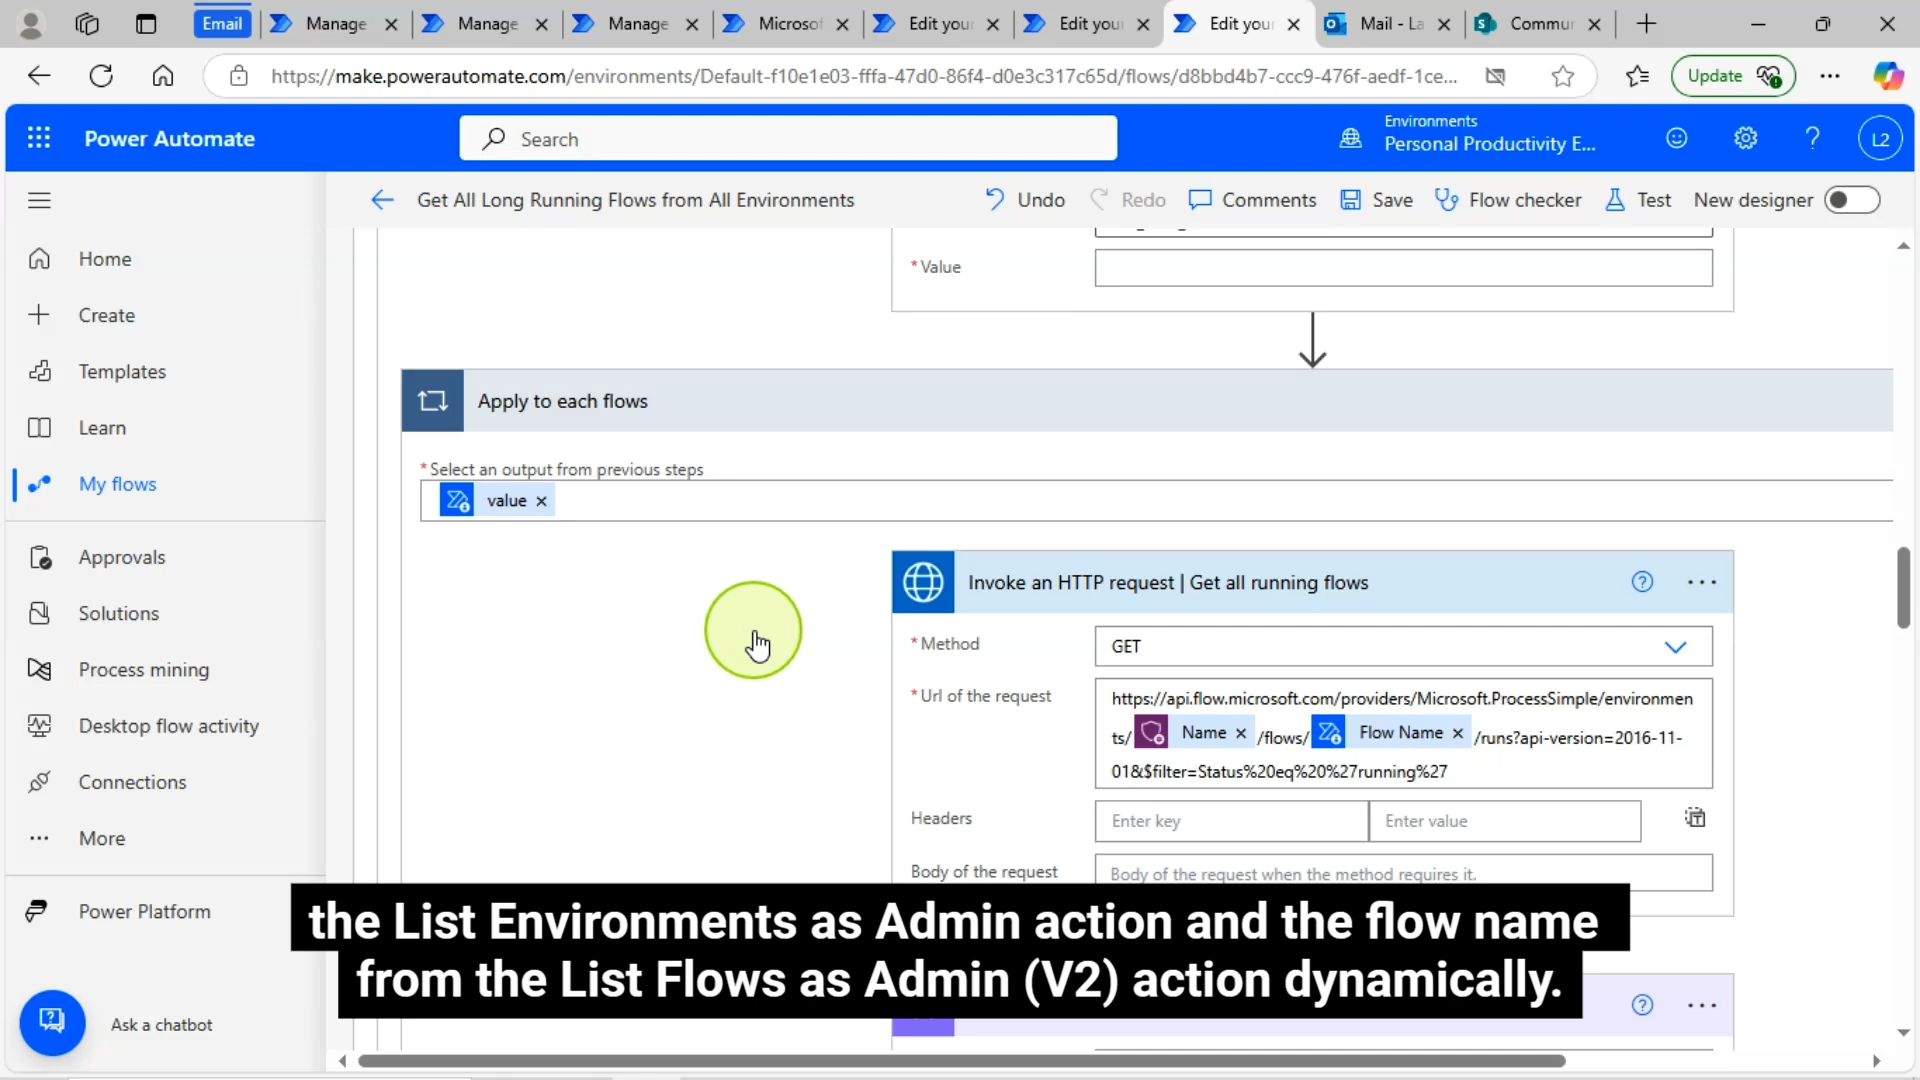 Email
Manage
Manage
Manage
Microsof
Edit your
Edit your
Edit your
Mail - La
Commun
https://make.powerautomate.com/environments/Default-f10e1e03-fffa-47d0-86f4-d0e3c317c65d/flows/d8bbd4b7-ccc9-476f-aedf-1ce...
Update
Power Automate
Search
Environments
Personal Productivity E...
L2
Get All Long Running Flows from All Environments
Undo
Redo
Comments
Save
Flow checker
Test
New designer
Home
Create
Templates
Learn
My flows
Approvals
Solutions
Process mining
Desktop flow activity
Connections
More
Power Platform
Ask a chatbot
* Value
Apply to each flows
* Select an output from previous steps
value
Invoke an HTTP request | Get all running flows
* Method
GET
* Url of the request
https://api.flow.microsoft.com/providers/Microsoft.ProcessSimple/environmen
ts/ Name /flows/ Flow Name /runs?api-version=2016-11-
01&$filter=Status%20eq%20%27running%27
Headers
Enter key
Enter value
Body of the request
Body of the request when the method requires it.
the List Environments as Admin action and the flow name
from the List Flows as Admin (V2) action dynamically.